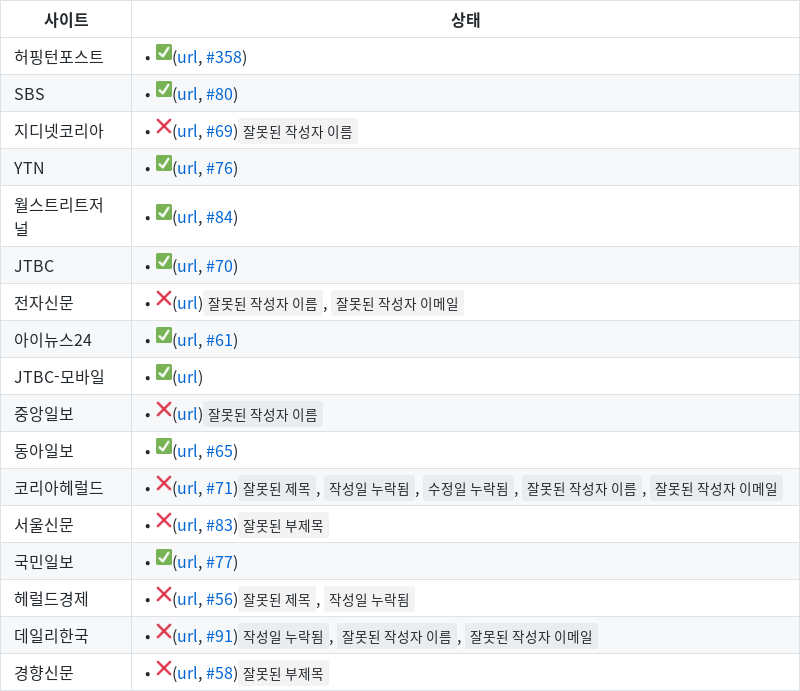 사이트 상태
허핑턴포스트 • ✅(url, #358)
SBS • ✅(url, #80)
지디넷코리아 • ❌(url, #69) 잘못된 작성자 이름
YTN • ✅(url, #76)
월스트리트저
널 • ✅(url, #84)
JTBC • ✅(url, #70)
전자신문 • ❌(url) 잘못된 작성자 이름 , 잘못된 작성자 이메일
아이뉴스24 • ✅(url, #61)
JTBC-모바일 • ✅(url)
중앙일보 • ❌(url) 잘못된 작성자 이름
동아일보 • ✅(url, #65)
코리아헤럴드 • ❌(url, #71) 잘못된 제목 , 작성일 누락됨 , 수정일 누락됨 , 잘못된 작성자 이름 , 잘못된 작성자 이메일
서울신문 • ❌(url, #83) 잘못된 부제목
국민일보 • ✅(url, #77)
헤럴드경제 • ❌(url, #56) 잘못된 제목 , 작성일 누락됨
데일리한국 • ❌(url, #91) 작성일 누락됨 , 잘못된 작성자 이름 , 잘못된 작성자 이메일
경향신문 • ❌(url, #58) 잘못된 부제목